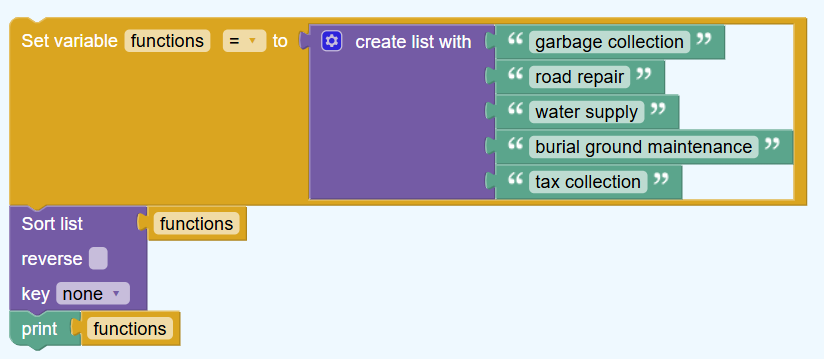 Set variable functions = to create list with “ garbage collection ”
“ road repair ”
“ water supply ”
“ burial ground maintenance ”
“ tax collection ”
Sort list functions
reverse
key none
print functions